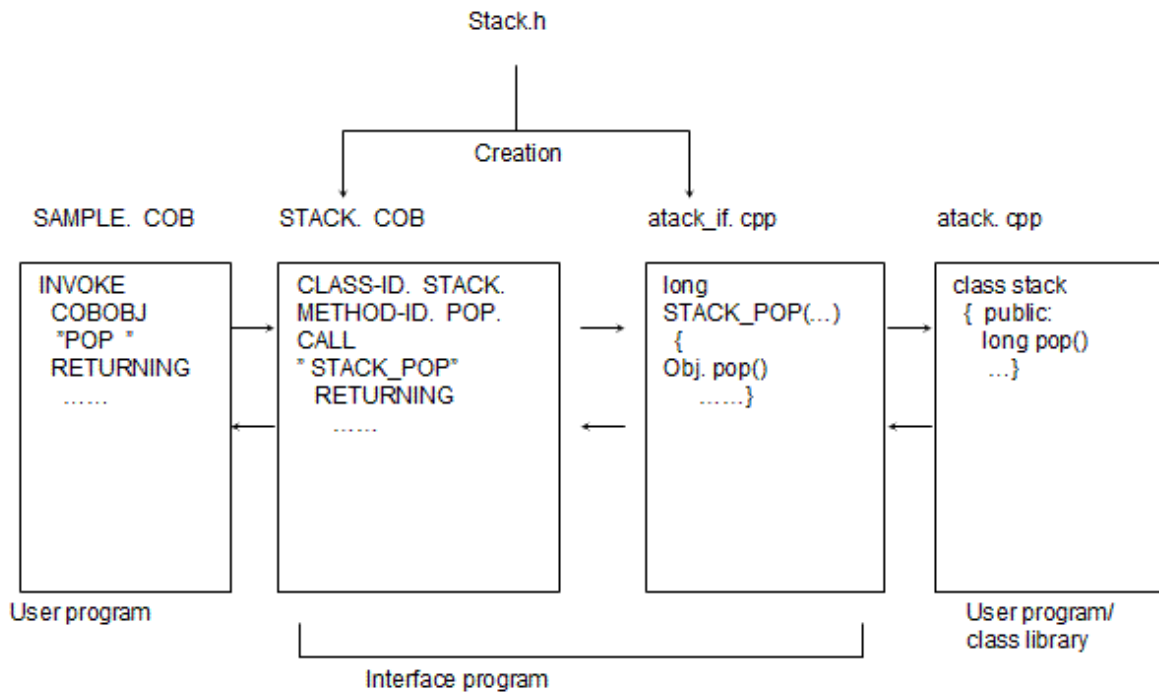 Stack.h
Creation
SAMPLE. COB
STACK. COB
atack_if. cpp
atack. cpp
INVOKE
COBOBJ
"POP "
RETURNING
……
CLASS-ID. STACK.
METHOD-ID. POP.
CALL
" STACK_POP"
RETURNING
……
long
STACK_POP(…)
{
Obj. pop()
……}
class stack
{ public:
long pop()
…}
User program
Interface program
User program/
class library